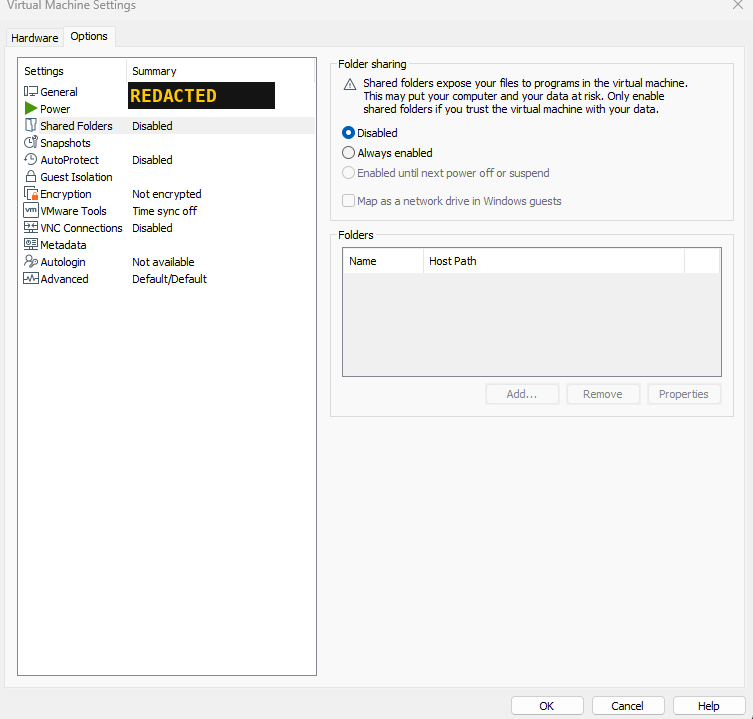 Virtual Machine Settings
Hardware Options
Settings Summary
General REDACTED
Power
Shared Folders Disabled
Snapshots
AutoProtect Disabled
Guest Isolation
Encryption Not encrypted
vm VMware Tools Time sync off
VNC Connections Disabled
Metadata
Autologin Not available
Advanced Default/Default
Folder sharing
Shared folders expose your files to programs in the virtual machine.
This may put your computer and your data at risk. Only enable
shared folders if you trust the virtual machine with your data.
Disabled
Always enabled
Enabled until next power off or suspend
Map as a network drive in Windows guests
Folders
Name Host Path
Add... Remove Properties
OK Cancel Help